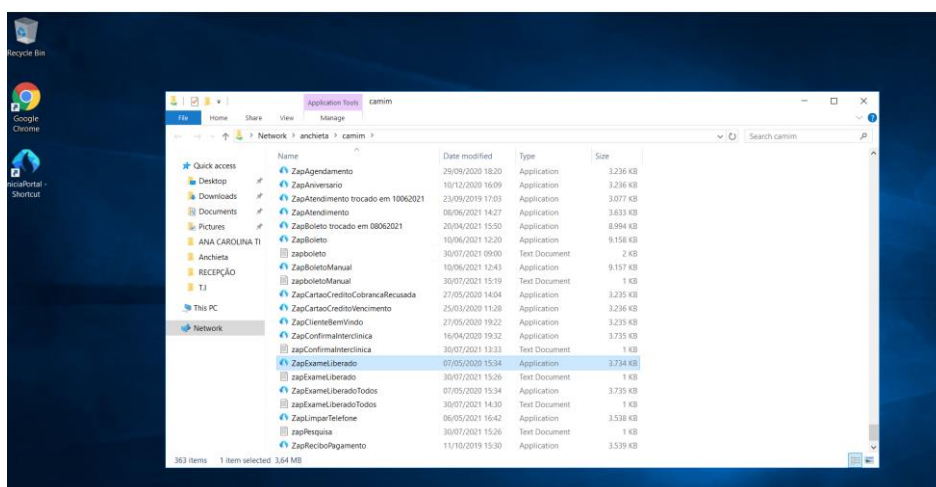 Recycle Bin
Google
Chrome
niciaPortal -
Shortcut
Application Tools camim
File Home Share View Manage
Network > anchieta > camim >
Search camim
Quick access
Desktop
Downloads
Documents
Pictures
ANA CAROLINA TI
Anchieta
RECEPÇÃO
T.I
This PC
Network
Name Date modified Type Size
ZapAgendamento 29/09/2020 18:20 Application 3.236 KB
ZapAniversario 10/12/2020 16:09 Application 3.236 KB
ZapAtendimento trocado em 10062021 23/09/2019 17:03 Application 3.077 KB
ZapAtendimento 08/06/2021 14:27 Application 3.633 KB
ZapBoleto trocado em 08062021 20/04/2021 15:50 Application 8.994 KB
ZapBoleto 10/06/2021 12:20 Application 9.158 KB
zapboleto 30/07/2021 09:00 Text Document 2 KB
ZapBoletoManual 10/06/2021 12:43 Application 9.157 KB
zapboletoManual 30/07/2021 15:19 Text Document 1 KB
ZapCartaoCreditoCobrancaRecusada 27/05/2020 14:04 Application 3.235 KB
ZapCartaoCreditoVencimento 25/03/2020 11:28 Application 3.236 KB
ZapClienteBemVindo 27/05/2020 19:22 Application 3.235 KB
ZapConfirmaInterclinica 16/04/2020 19:32 Application 3.735 KB
zapConfirmaInterclinica 30/07/2021 13:33 Text Document 1 KB
ZapExameLiberado 07/05/2020 15:34 Application 3.734 KB
zapExameLiberado 30/07/2021 15:26 Text Document 1 KB
ZapExameLiberadoTodos 07/05/2020 15:34 Application 3.735 KB
zapExameLiberadoTodos 30/07/2021 14:30 Text Document 1 KB
ZapLimparTelefone 06/05/2021 16:42 Application 3.538 KB
zapPesquisa 30/07/2021 15:26 Text Document 1 KB
ZapReciboPagamento 11/10/2019 15:30 Application 3.539 KB
363 items 1 item selected 3,64 MB